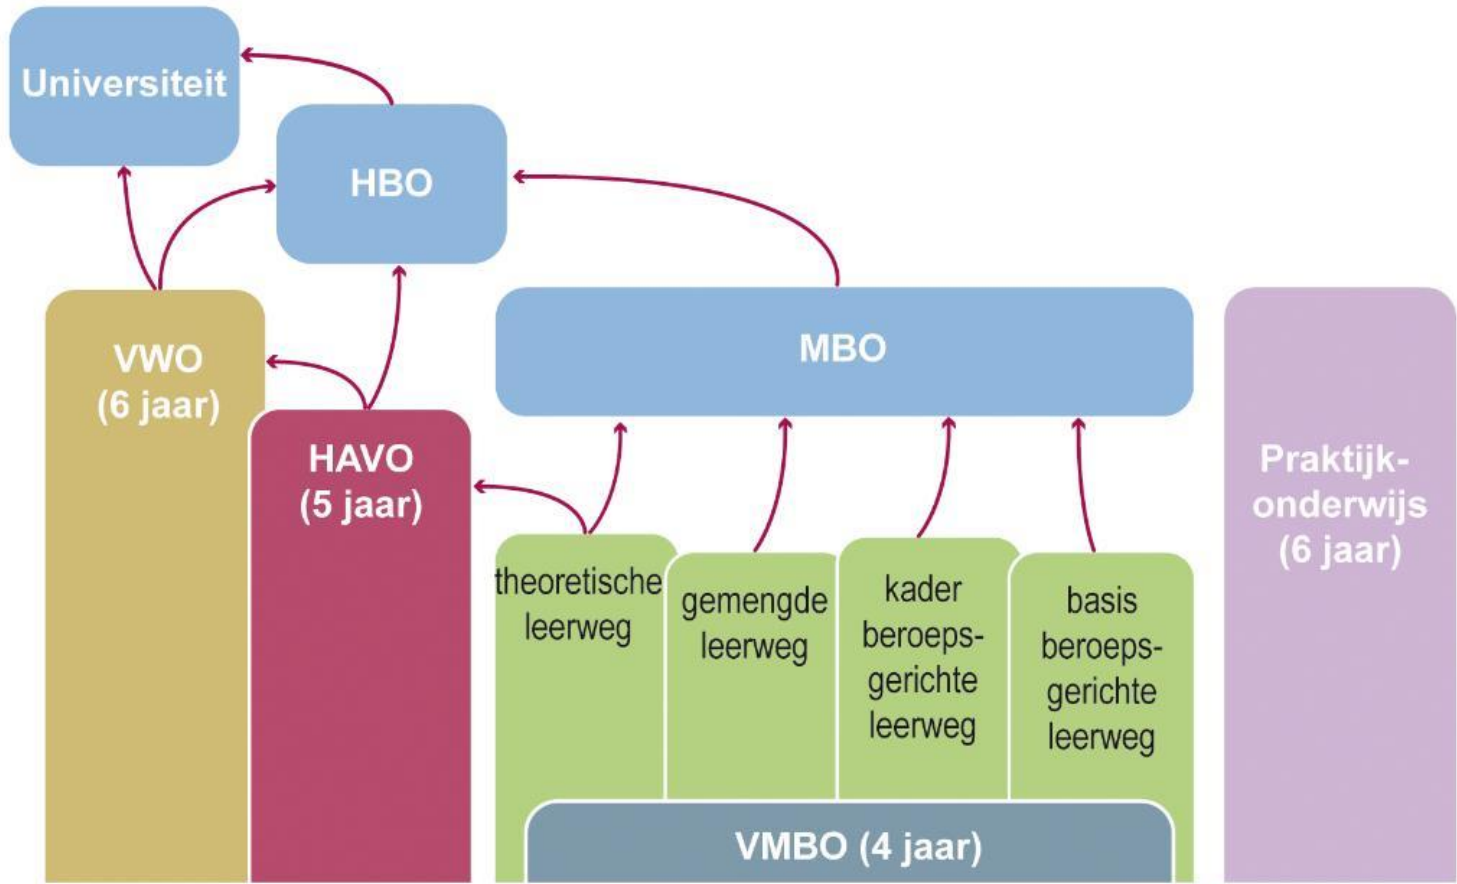 Universiteit
HBO
VWO
(6 jaar)
HAVO
(5 jaar)
MBO
Praktijk-
onderwijs
(6 jaar)
theoretische
leerweg
gemengde
leerweg
kader
beroeps-
gerichte
leerweg
basis
beroeps-
gerichte
leerweg
VMBO (4 jaar)